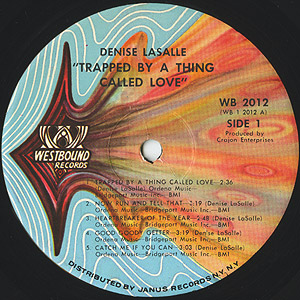 DENISE LASALLE
"TRAPPED BY A THING
CALLED LOVE"
WB 2012
(WB 1 2012 A)
SIDE 1
Produced by
Crajon Enterprises
WESTBOUND
RECORDS
1. TRAPPED BY A THING CALLED LOVE—2:36
(Denise LaSalle) Ordena Music—
Bridgeport Music Inc.—BMI
2. NOW RUN AND TELL THAT—3:19 (Denise LaSalle)
Ordena Music—Bridgeport Music Inc.—BMI
3. HEARTBREAKER OF THE YEAR—2:48 (Denise LaSalle)
Ordena Music—Bridgeport Music Inc.—BMI
4. GOOD GOODY GETTER—3:19 (Denise LaSalle)
Ordena Music—Bridgeport Music Inc.—BMI
5. CATCH ME IF YOU CAN—3:03 (Denise LaSalle)
Ordena Music—Bridgeport Music Inc.—BMI
DISTRIBUTED BY JANUS RECORDS N.Y., N.Y.